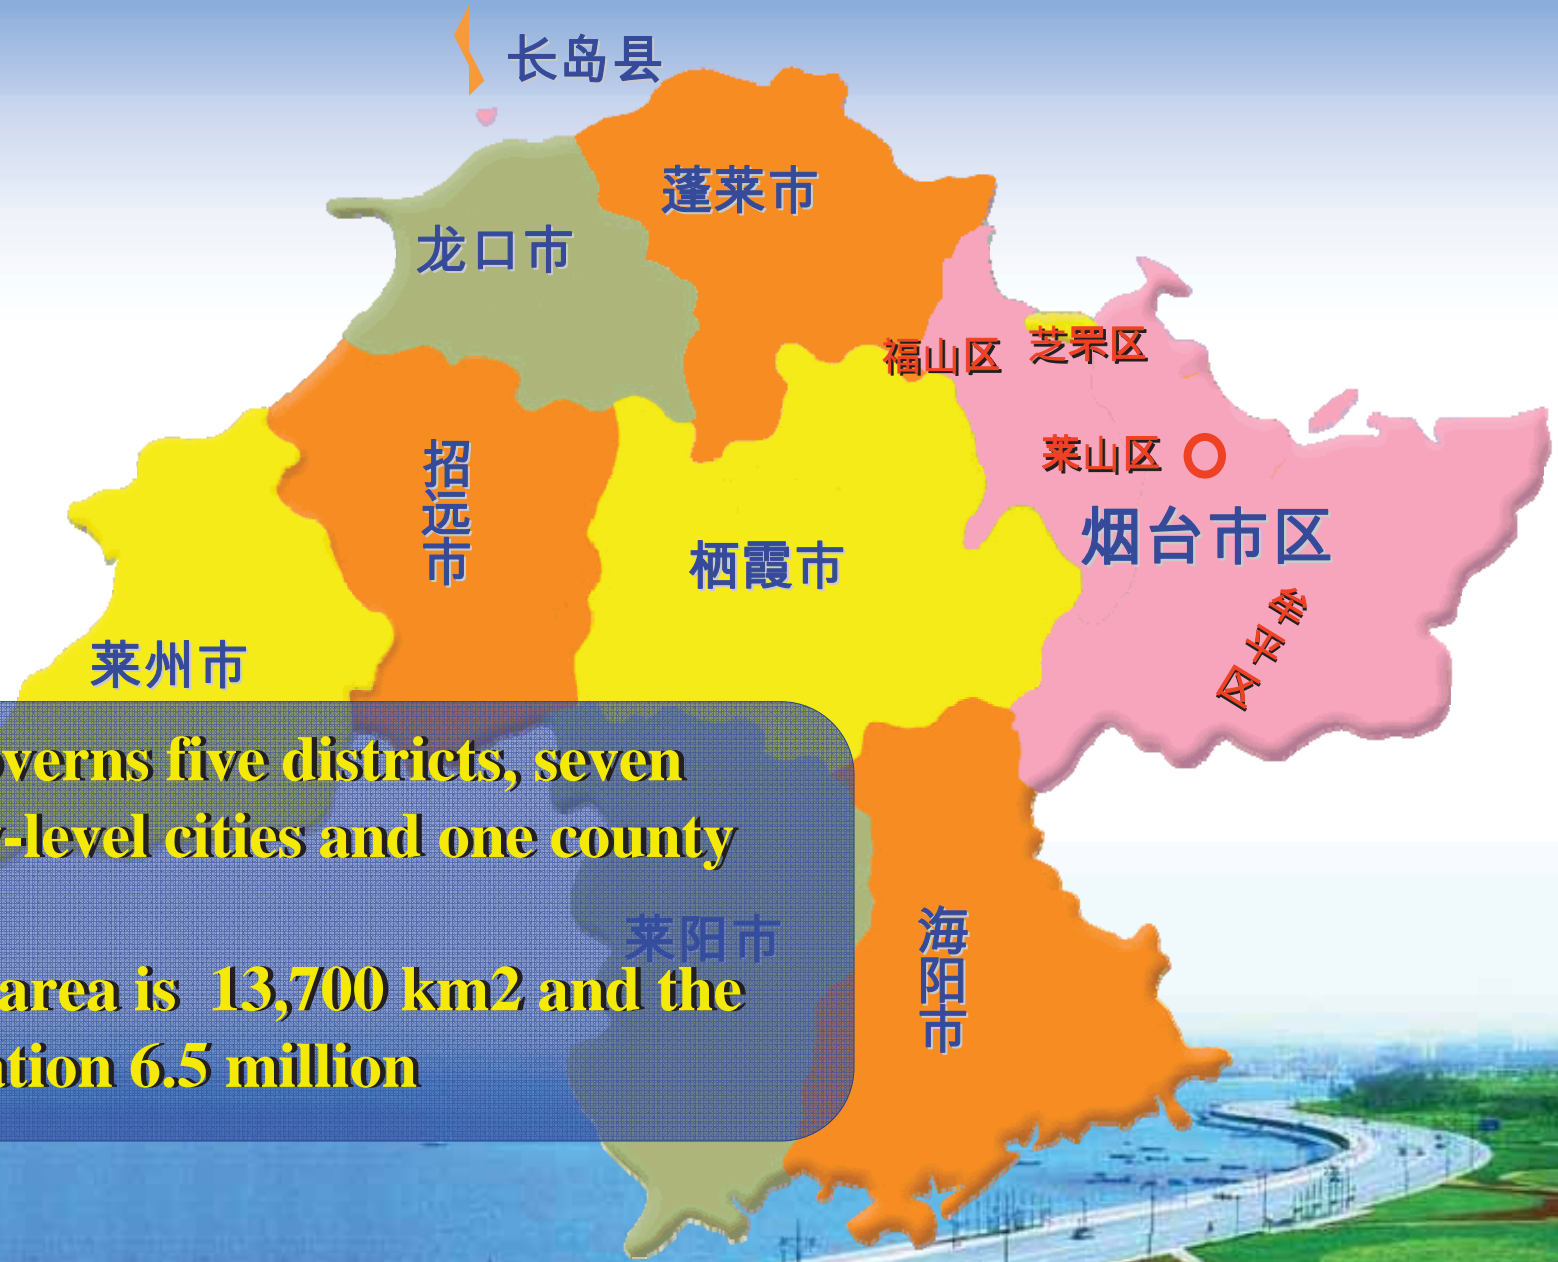 长岛县
蓬莱市
龙口市
福山区
芝罘区
招远市
莱山区
烟台市区
栖霞市
牟平区
莱州市
verns five districts, seven
-level cities and one county
莱阳市
海阳市
area is 13,700 km2 and the
ation 6.5 million